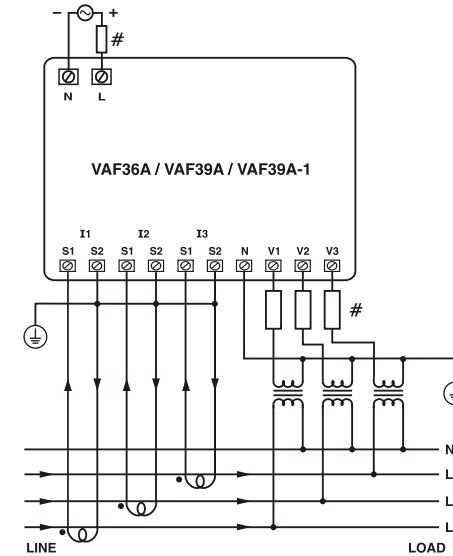 − +
#
N L
VAF36A / VAF39A / VAF39A-1
I1 I2 I3
S1 S2 S1 S2 S1 S2 N V1 V2 V3
#
N
L
L
L
LINE LOAD